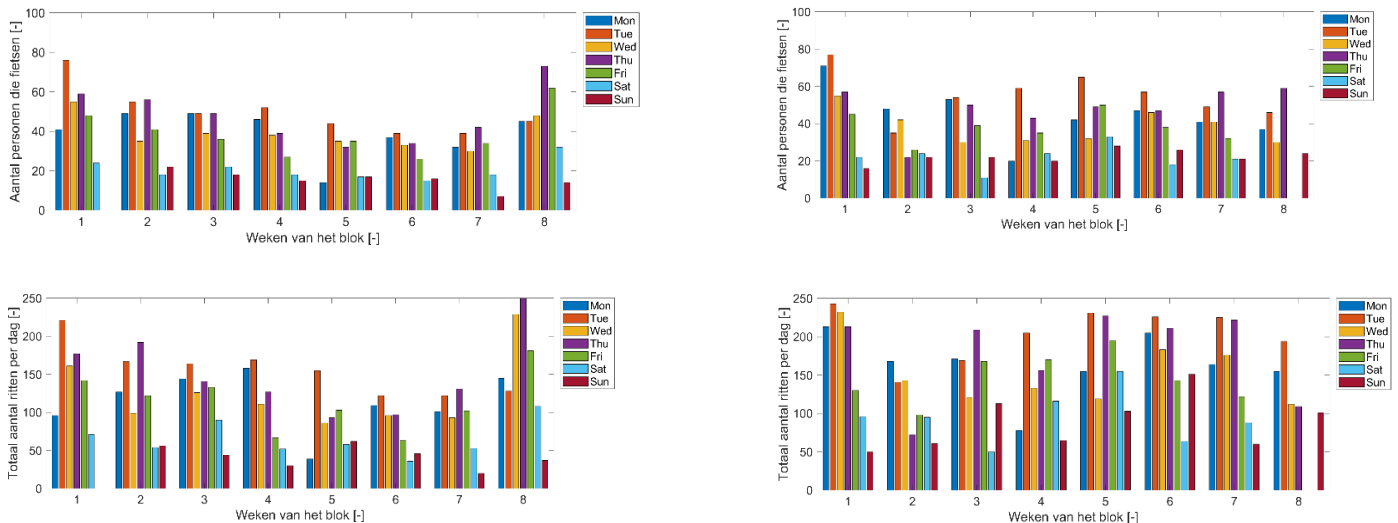 100
80
60
40
20
0
Aantal personen die fietsen [-]
1 2 3 4 5 6 7 8
Weken van het blok [-]
Mon
Tue
Wed
Thu
Fri
Sat
Sun
100
80
60
40
20
0
Aantal personen die fietsen [-]
1 2 3 4 5 6 7 8
Weken van het blok [-]
Mon
Tue
Wed
Thu
Fri
Sat
Sun
250
200
150
100
50
0
Totaal aantal ritten per dag [-]
1 2 3 4 5 6 7 8
Weken van het blok [-]
Mon
Tue
Wed
Thu
Fri
Sat
Sun
250
200
150
100
50
0
Totaal aantal ritten per dag [-]
1 2 3 4 5 6 7 8
Weken van het blok [-]
Mon
Tue
Wed
Thu
Fri
Sat
Sun